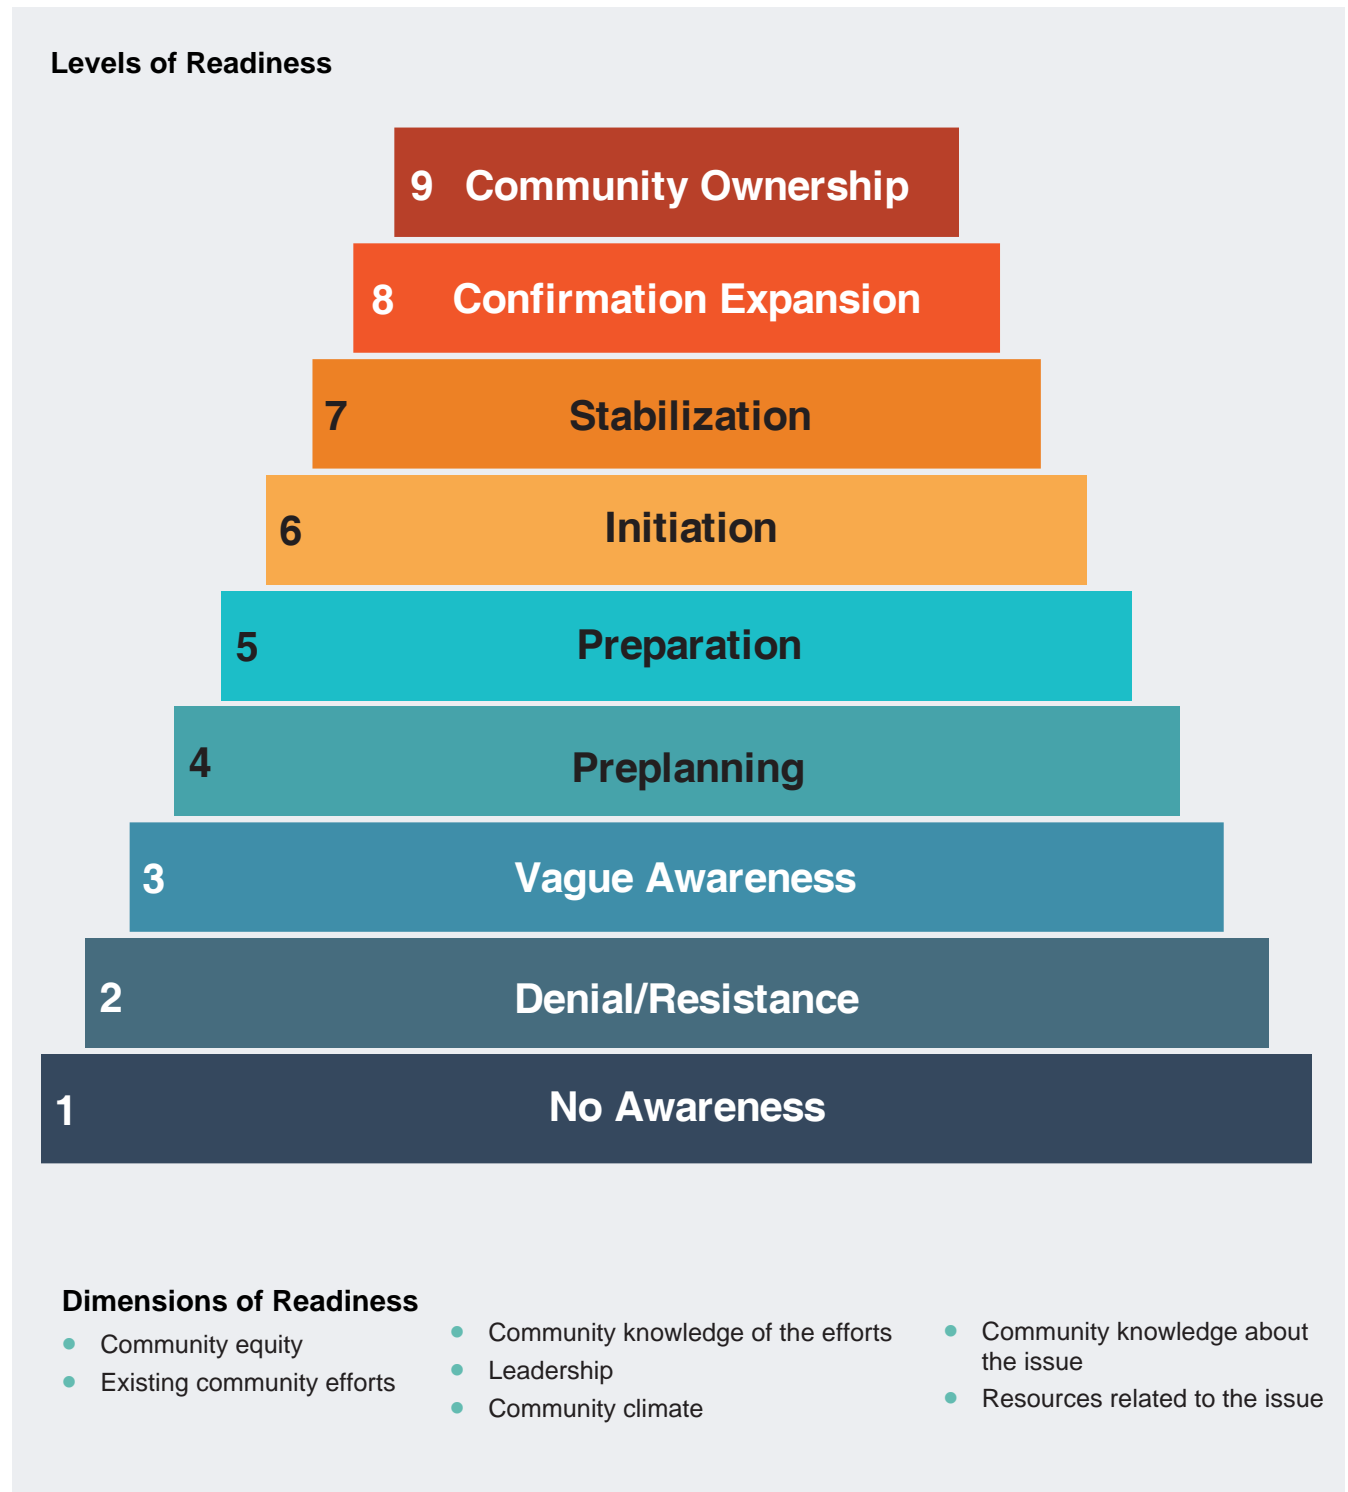 Levels of Readiness
9 Community Ownership
8 Confirmation Expansion
7 Stabilization
6 Initiation
5 Preparation
4 Preplanning
3 Vague Awareness
2 Denial/Resistance
1 No Awareness
Dimensions of Readiness
Community equity
Existing community efforts
Community knowledge of the efforts
Leadership
Community climate
Community knowledge about
the issue
Resources related to the issue